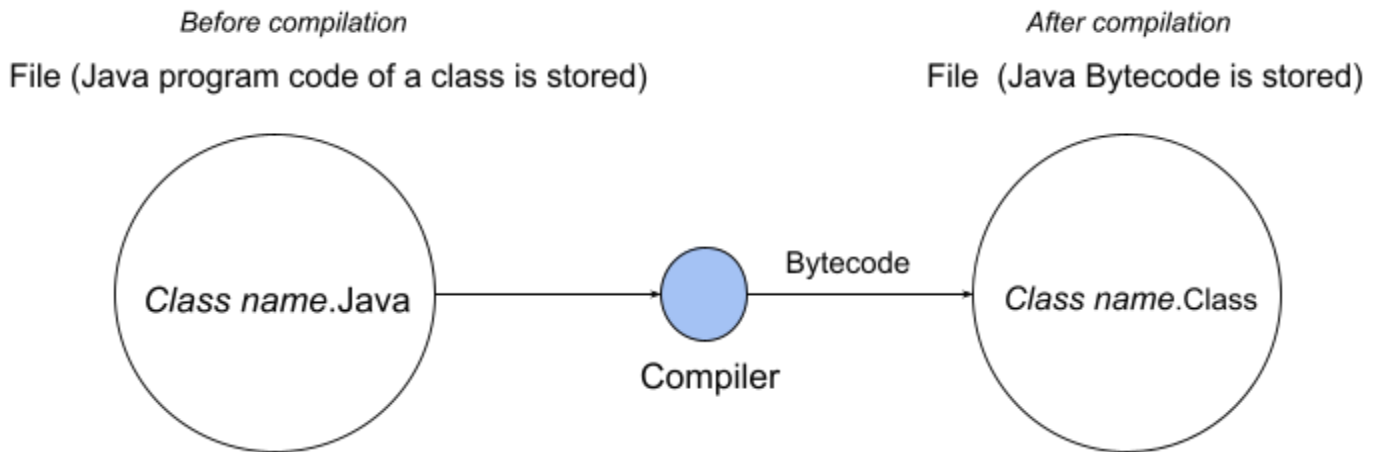 Before compilation
After compilation
File (Java program code of a class is stored)
File (Java Bytecode is stored)
Bytecode
Class name.Java
Class name.Class
Compiler